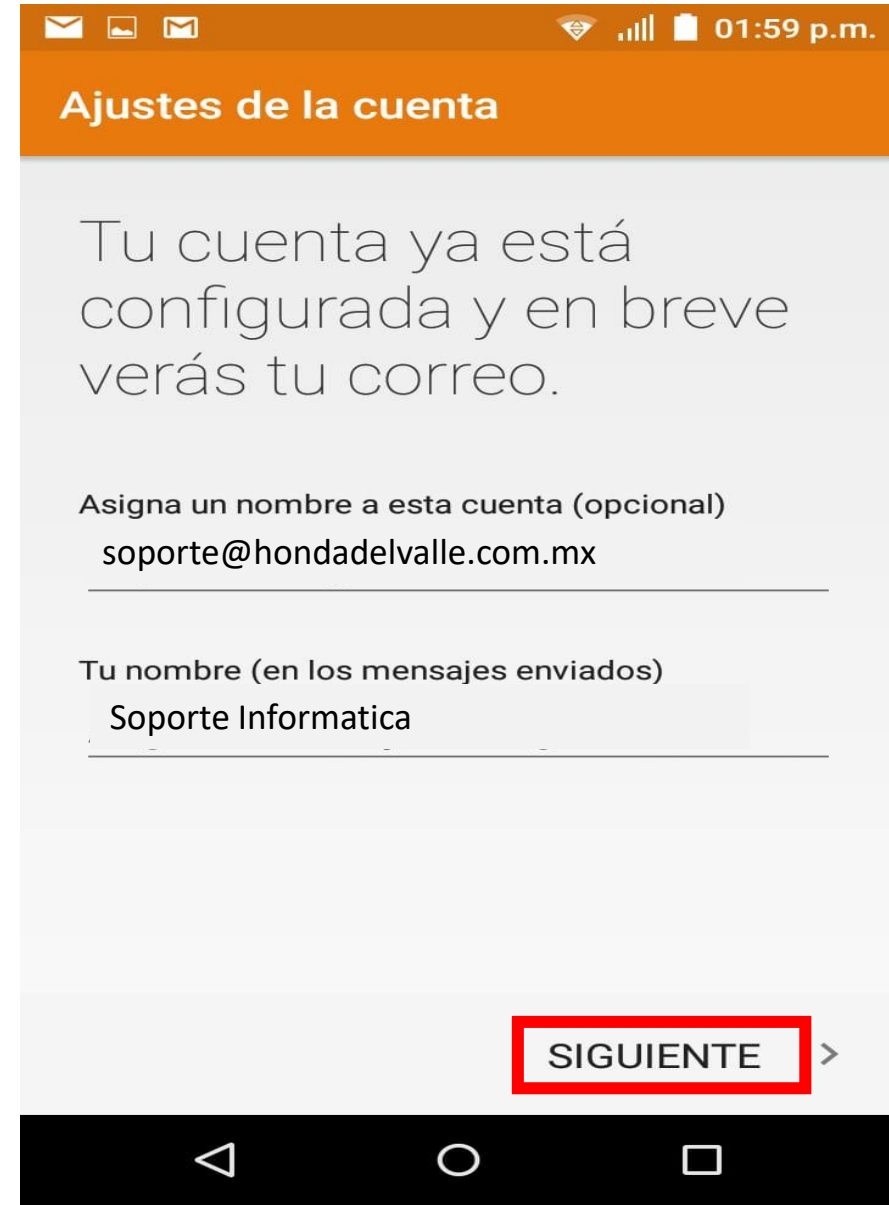 01:59 p.m.
Ajustes de la cuenta
Tu cuenta ya está
configurada y en breve
verás tu correo.
Asigna un nombre a esta cuenta (opcional)
soporte@hondadelvalle.com.mx
Tu nombre (en los mensajes enviados)
Soporte Informatica
SIGUIENTE >